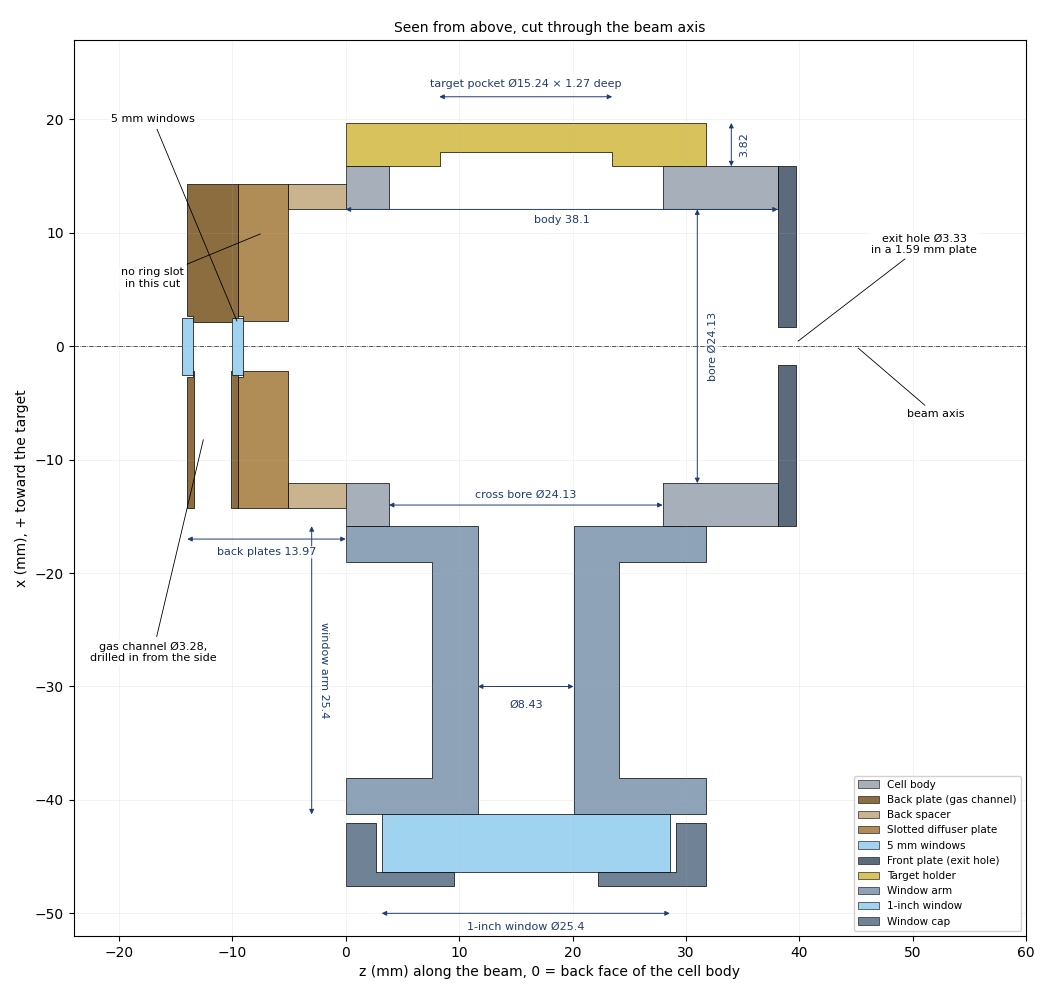 Seen from above, cut through the beam axis
target pocket Ø15.24 × 1.27 deep
5 mm windows
3.82
body 38.1
exit hole Ø3.33
in a 1.59 mm plate
no ring slot
in this cut
bore Ø24.13
beam axis
cross bore Ø24.13
back plates 13.97
gas channel Ø3.28,
drilled in from the side
window arm 25.4
Ø8.43
1-inch window Ø25.4
Cell body
Back plate (gas channel)
Back spacer
Slotted diffuser plate
5 mm windows
Front plate (exit hole)
Target holder
Window arm
1-inch window
Window cap
20
10
0
−10
−20
−30
−40
−50
x (mm), + toward the target
−20
−10
0
10
20
30
40
50
60
z (mm) along the beam, 0 = back face of the cell body